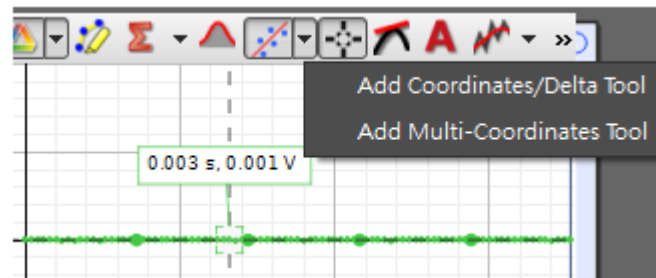 Σ
A
»
Add Coordinates/Delta Tool
Add Multi-Coordinates Tool
0.003 s, 0.001 V